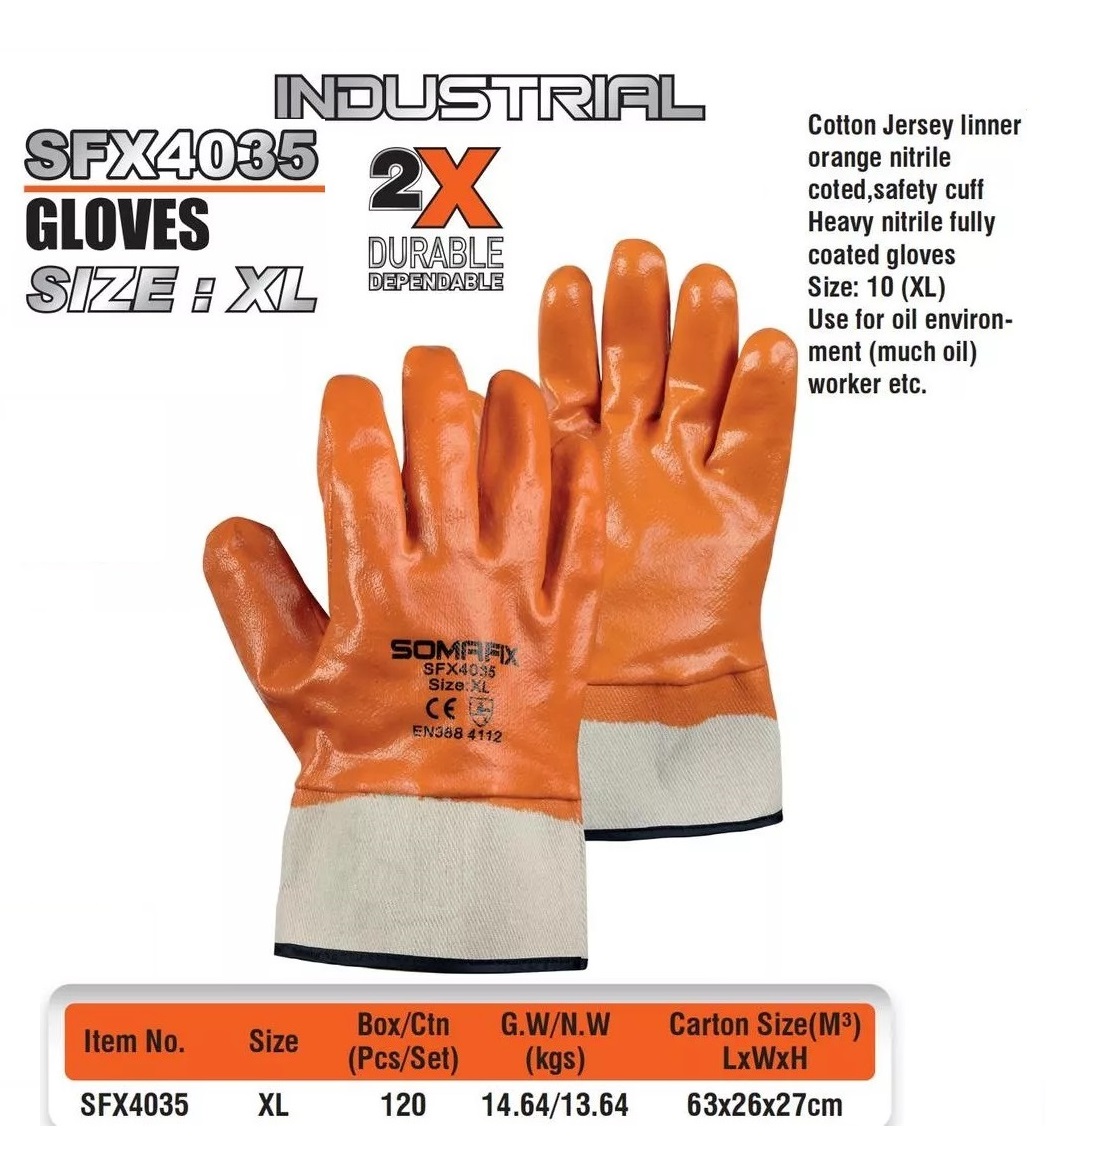 INDUSTRIAL
SFX4035
GLOVES
SIZE : XL
2X
DURABLE
DEPENDABLE
Cotton Jersey linner
orange nitrile
coted,safety cuff
Heavy nitrile fully
coated gloves
Size: 10 (XL)
Use for oil environ-
ment (much oil)
worker etc.
SOMAFIX
SFX4035
Size:XL
CE
EN388 4112
Item No. Size Box/Ctn (Pcs/Set) G.W/N.W (kgs) Carton Size(M³) LxWxH
SFX4035 XL 120 14.64/13.64 63x26x27cm